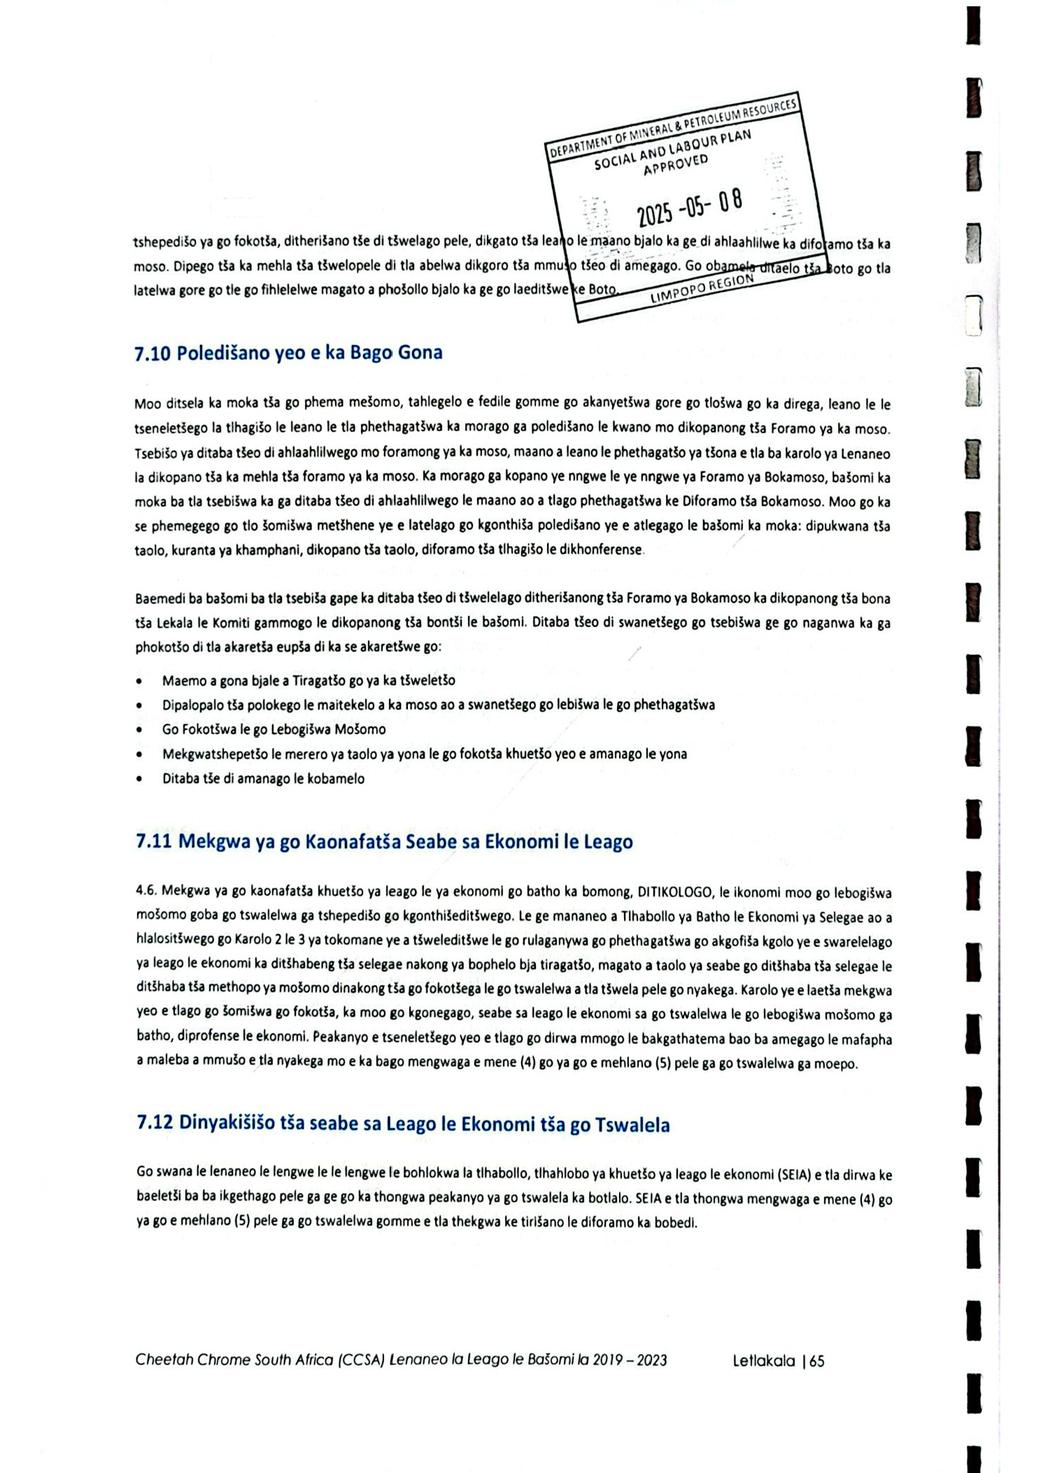 DEPARTMENT OF MINERAL & PETROLEUM RESOURCES
SOCIAL AND LABOUR PLAN
APPROVED
2025 -05- 08
LIMPOPO REGION
tshepedišo ya go fokotša, ditherišano tše di tšwelago pele, dikgato tša leano le maano bjalo ka ge di ahlaahlilwe ka diforamo tša ka
moso. Dipego tša ka mehla tša tšwelopele di tla abelwa dikgoro tša mmušo tšeo di amegago. Go obamela ditaelo tša Boto go tla
latelwa gore go tle go fihlelelwe magato a phošollo bjalo ka ge go laeditšwe ke Boto.
7.10 Poledišano yeo e ka Bago Gona
Moo ditsela ka moka tša go phema mešomo, tahlegelo e fedile gomme go akanyetšwa gore go tlošwa go ka direga, leano le le
tseneletšego la tlhagišo le leano le tla phethagatšwa ka morago ga poledišano le kwano mo dikopanong tša Foramo ya ka moso.
Tsebišo ya ditaba tšeo di ahlaahlilwego mo foramong ya ka moso, maano a leano le phethagatšo ya tšona e tla ba karolo ya Lenaneo
la dikopano tša ka mehla tša foramo ya ka moso. Ka morago ga kopano ye nngwe le ye nngwe ya Foramo ya Bokamoso, bašomi ka
moka ba tla tsebišwa ka ga ditaba tšeo di ahlaahlilwego le maano ao a tlago phethagatšwa ke Diforamo tša Bokamoso. Moo go ka
se phemegego go tlo šomišwa metšhene ye e latelago go kgonthiša poledišano ye e atlegago le bašomi ka moka: dipukwana tša
taolo, kuranta ya khamphani, dikopano tša taolo, diforamo tša tlhagišo le dikhonferense.
Baemedi ba bašomi ba tla tsebiša gape ka ditaba tšeo di tšwelelago ditherišanong tša Foramo ya Bokamoso ka dikopanong tša bona
tša Lekala le Komiti gammogo le dikopanong tša bontši le bašomi. Ditaba tšeo di swanetšego go tsebišwa ge go naganwa ka ga
phokotšo di tla akaretša eupša di ka se akaretšwe go:
• Maemo a gona bjale a Tiragatšo go ya ka tšweletšo
• Dipalopalo tša polokego le maitekelo a ka moso ao a swanetšego go lebišwa le go phethagatšwa
• Go Fokotšwa le go Lebogišwa Mošomo
• Mekgwatshepetšo le merero ya taolo ya yona le go fokotša khuetšo yeo e amanago le yona
• Ditaba tše di amanago le kobamelo
7.11 Mekgwa ya go Kaonafatša Seabe sa Ekonomi le Leago
4.6. Mekgwa ya go kaonafatša khuetšo ya leago le ya ekonomi go batho ka bomong, DITIKOLOGO, le ikonomi moo go lebogišwa
mošomo goba go tswalelwa ga tshepedišo go kgonthišeditšwego. Le ge mananeo a Tlhabollo ya Batho le Ekonomi ya Selegae ao a
hlalositšwego go Karolo 2 le 3 ya tokomane ye a tšweleditšwe le go rulaganywa go phethagatšwa go akgofiša kgolo ye e swarelelago
ya leago le ekonomi ka ditšhabeng tša selegae nakong ya bophelo bja tiragatšo, magato a taolo ya seabe go ditšhaba tša selegae le
ditšhaba tša methopo ya mošomo dinakong tša go fokotšega le go tswalelwa a tla tšwela pele go nyakega. Karolo ye e laetša mekgwa
yeo e tlago go šomišwa go fokotša, ka moo go kgonegago, seabe sa leago le ekonomi sa go tswalelwa le go lebogišwa mošomo ga
batho, diprofense le ekonomi. Peakanyo e tseneletšego yeo e tlago go dirwa mmogo le bakgathatema bao ba amegago le mafapha
a maleba a mmušo e tla nyakega mo e ka bago mengwaga e mene (4) go ya go e mehlano (5) pele ga go tswalelwa ga moepo.
7.12 Dinyakišišo tša seabe sa Leago le Ekonomi tša go Tswalela
Go swana le lenaneo le lengwe le le lengwe le bohlokwa la tlhabollo, tlhahlobo ya khuetšo ya leago le ekonomi (SEIA) e tla dirwa ke
baeletši ba ba ikgethago pele ga ge go ka thongwa peakanyo ya go tswalela ka botlalo. SEIA e tla thongwa mengwaga e mene (4) go
ya go e mehlano (5) pele ga go tswalelwa gomme e tla thekgwa ke tirišano le diforamo ka bobedi.
Cheetah Chrome South Africa (CCSA) Lenaneo la Leago le Bašomi la 2019 – 2023 Letlakala | 65